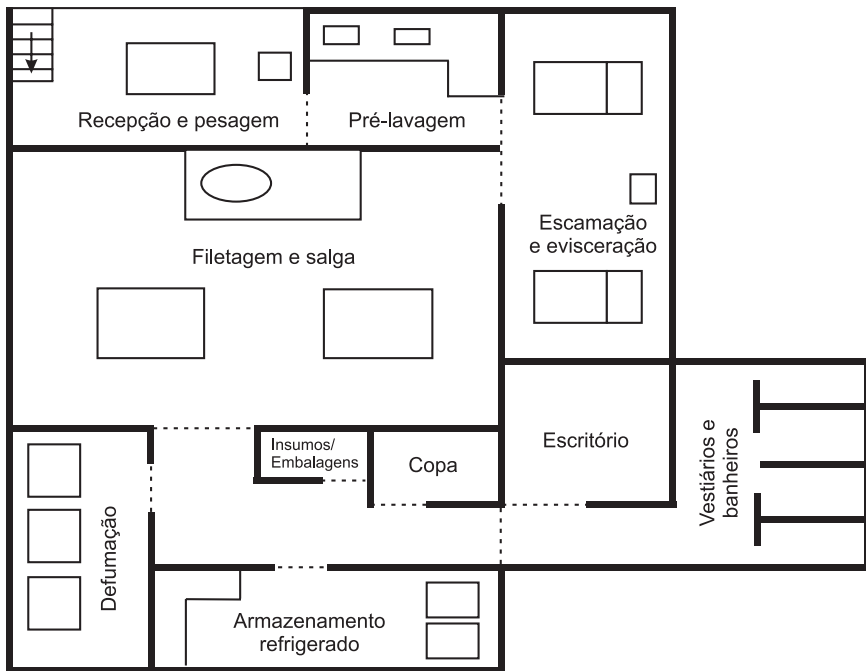 Recepção e pesagem
Pré-lavagem
Escamação
e evisceração
Filetagem e salga
Insumos/
Embalagens
Copa
Escritório
Vestiários e
banheiros
Defumação
Armazenamento
refrigerado